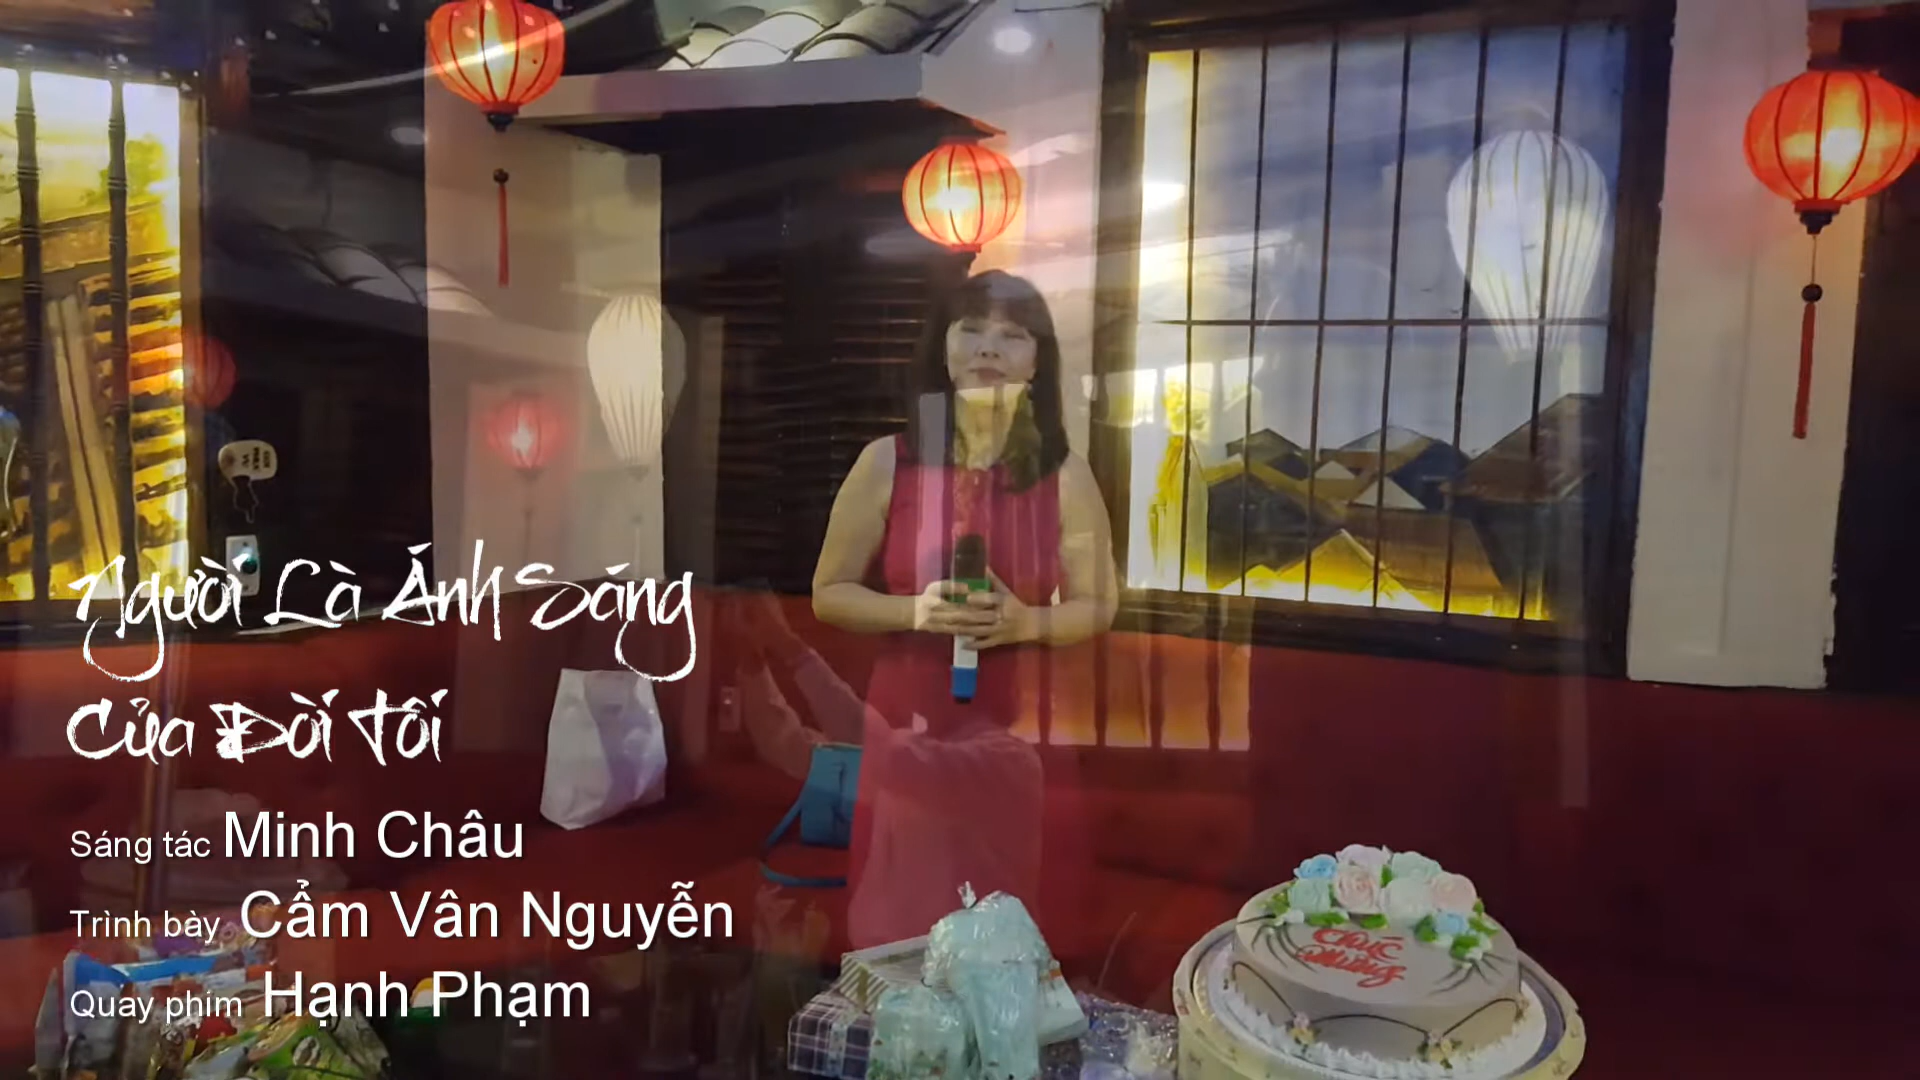 Người Là Ánh Sáng
Của Đời Tôi
Sáng tác Minh Châu
Trình bày Cẩm Vân Nguyễn
Quay phim Hạnh Phạm
Chúc
Mừng